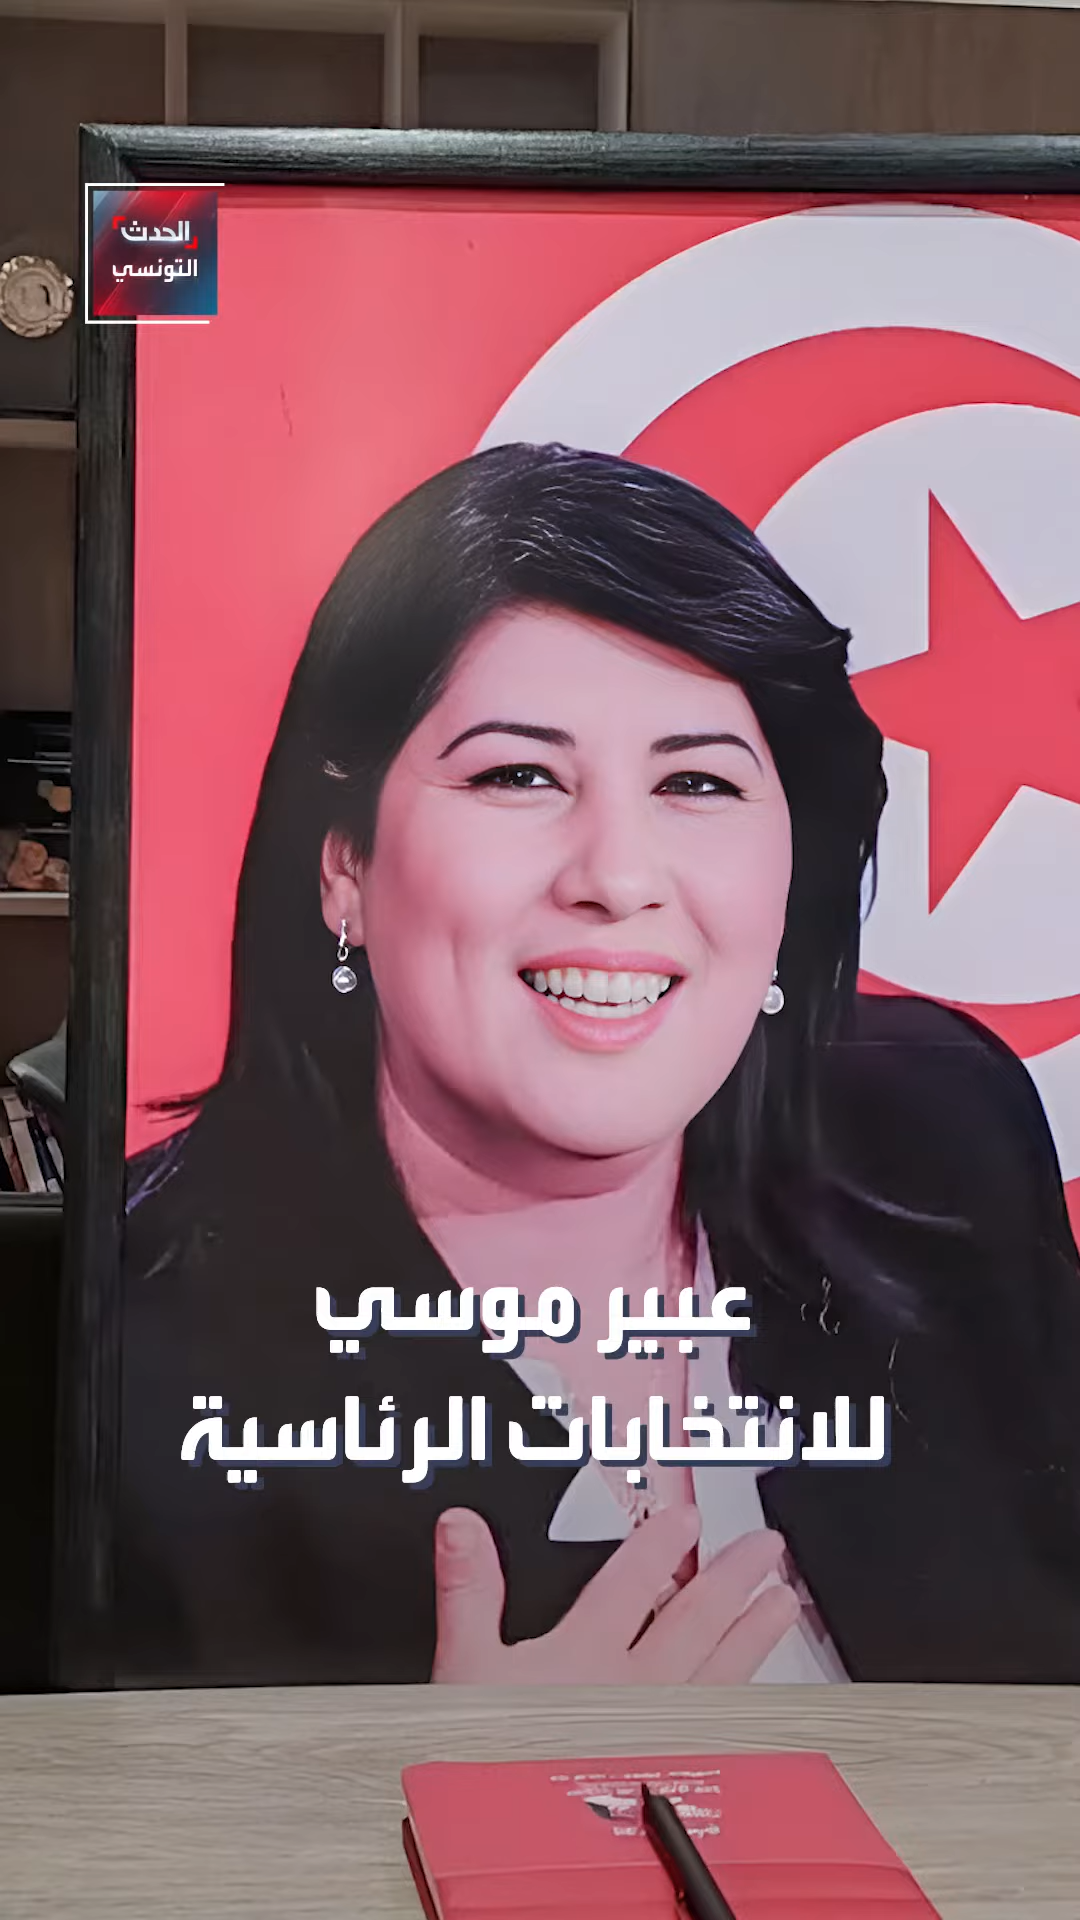 الحدث
التونسي
عبير موسي
للانتخابات الرئاسية